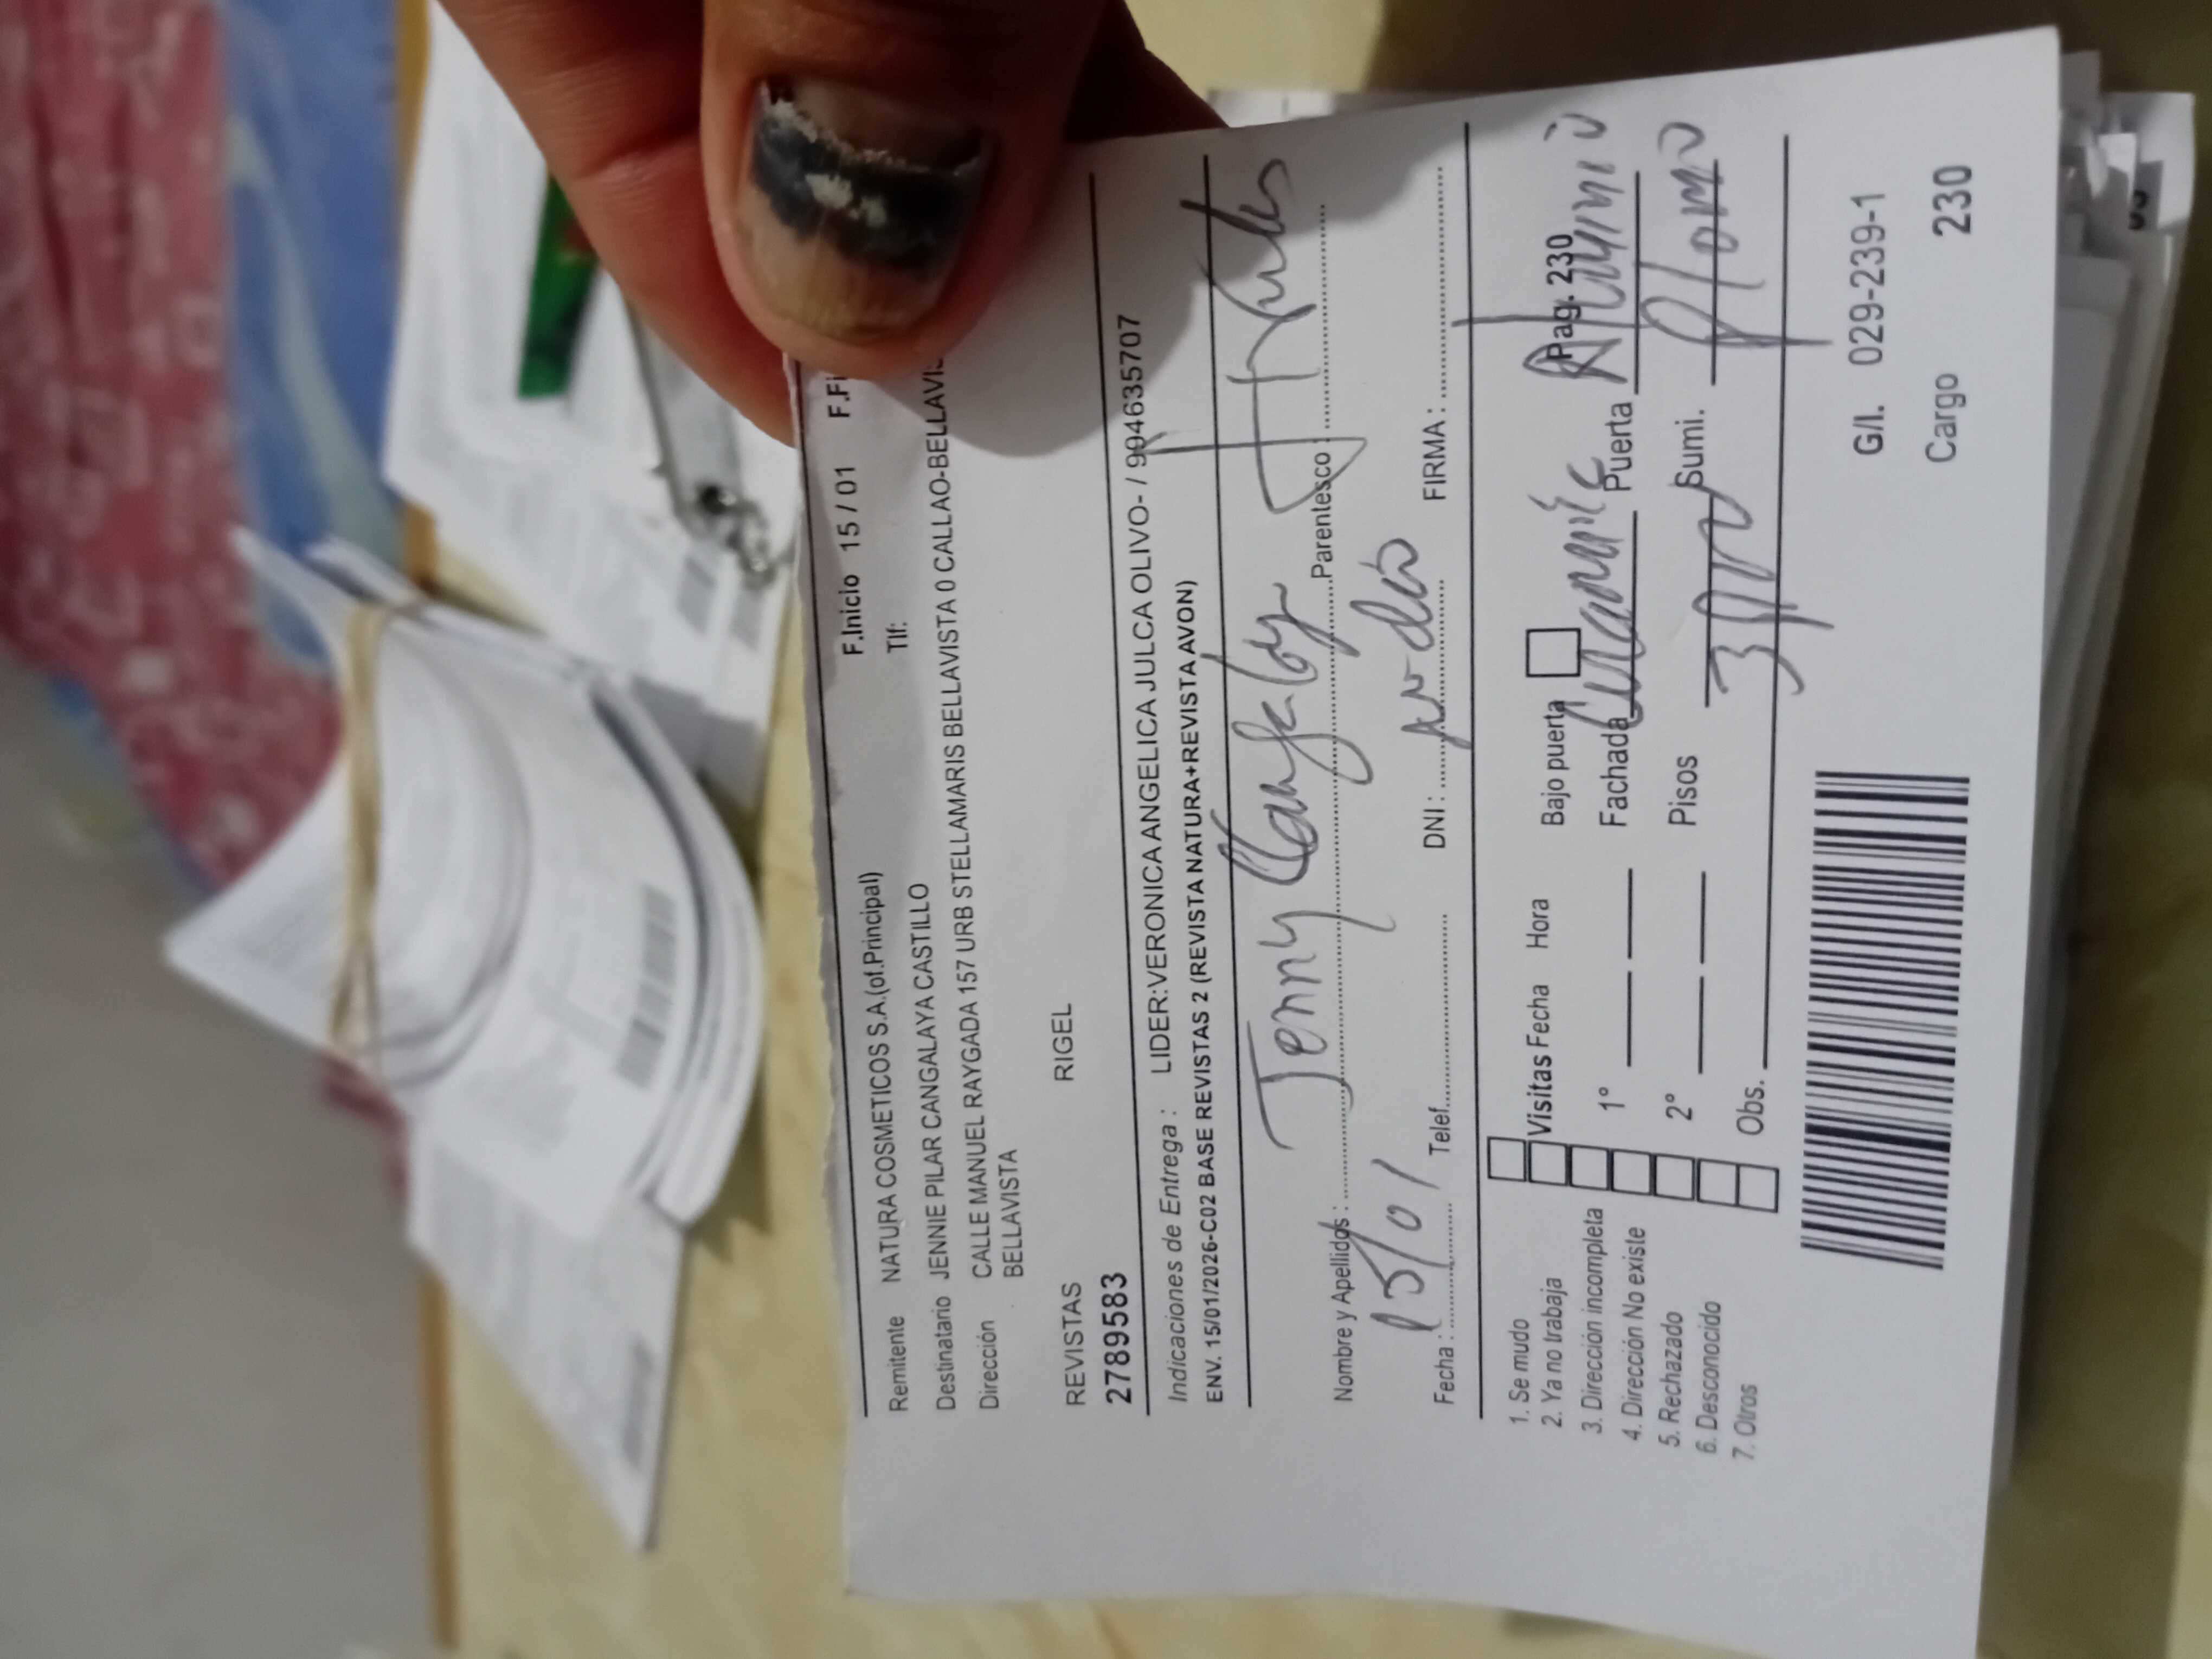 F.Inicio 15 / 01 F.Fi
Remitente NATURA COSMETICOS S.A.(of.Principal) Tlf:
Destinatario JENNIE PILAR CANGALAYA CASTILLO
Dirección CALLE MANUEL RAYGADA 157 URB STELLAMARIS BELLAVISTA 0 CALLAO-BELLAVIS
BELLAVISTA
REVISTAS RIGEL
2789583
Indicaciones de Entrega : LIDER:VERONICA ANGELICA JULCA OLIVO- / 994635707
ENV. 15/01/2026-C02 BASE REVISTAS 2 (REVISTA NATURA+REVISTA AVON)
Jenny
Nombre y Apellidos : Parentesco :
15/01
Fecha : Telef. DNI : FIRMA :
Pag. 230
1. Se mudo
2. Ya no trabaja Visitas Fecha Hora Bajo puerta
3. Dirección incompleta 1° Fachada Puerta
4. Dirección No existe
5. Rechazado 2° Pisos 3 Sumi. Plomo
6. Desconocido
7. Otros Obs.
G/I. 029-239-1
Cargo 230